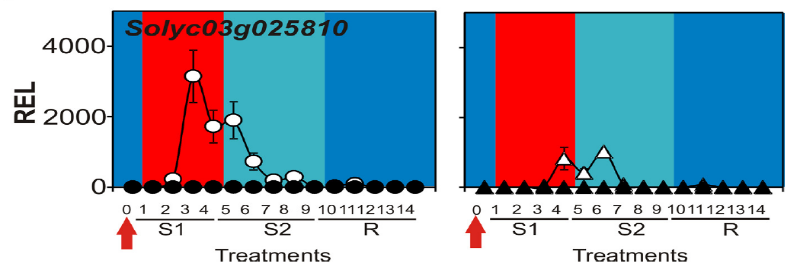 Solyc03g025810
REL
4000
2000
0
0 1 2 3 4 5 6 7 8 9 10 11 12 13 14
S1 S2 R
Treatments
0 1 2 3 4 5 6 7 8 9 10 11 12 13 14
S1 S2 R
Treatments